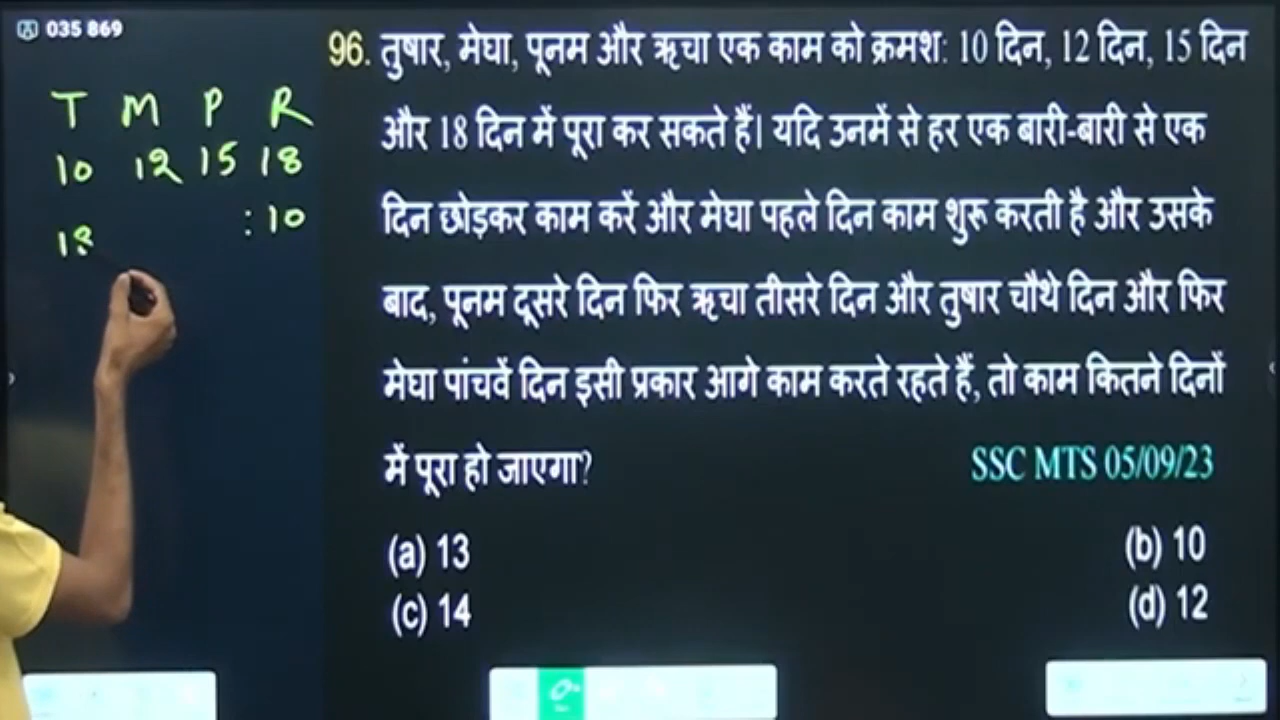 035 869
T M P R
10 12 15 18
: 10
18
96. तुषार, मेघा, पूनम और ऋचा एक काम को क्रमश: 10 दिन, 12 दिन, 15 दिन
और 18 दिन में पूरा कर सकते हैं। यदि उनमें से हर एक बारी-बारी से एक
दिन छोड़कर काम करें और मेघा पहले दिन काम शुरू करती है और उसके
बाद, पूनम दूसरे दिन फिर ऋचा तीसरे दिन और तुषार चौथे दिन और फिर
मेघा पांचवें दिन इसी प्रकार आगे काम करते रहते हैं, तो काम कितने दिनों
में पूरा हो जाएगा?
SSC MTS 05/09/23
(a) 13
(b) 10
(c) 14
(d) 12